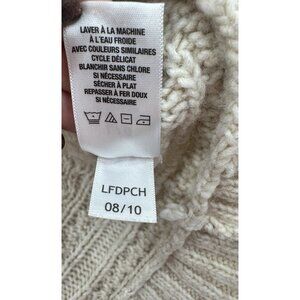 LAVER À LA MACHINE
À L'EAU FROIDE
AVEC COULEURS SIMILAIRES
CYCLE DÉLICAT
BLANCHIR SANS CHLORE
SI NÉCESSAIRE
SÉCHER À PLAT
REPASSER À FER DOUX
SI NÉCESSAIRE
LFDPCH
08/10